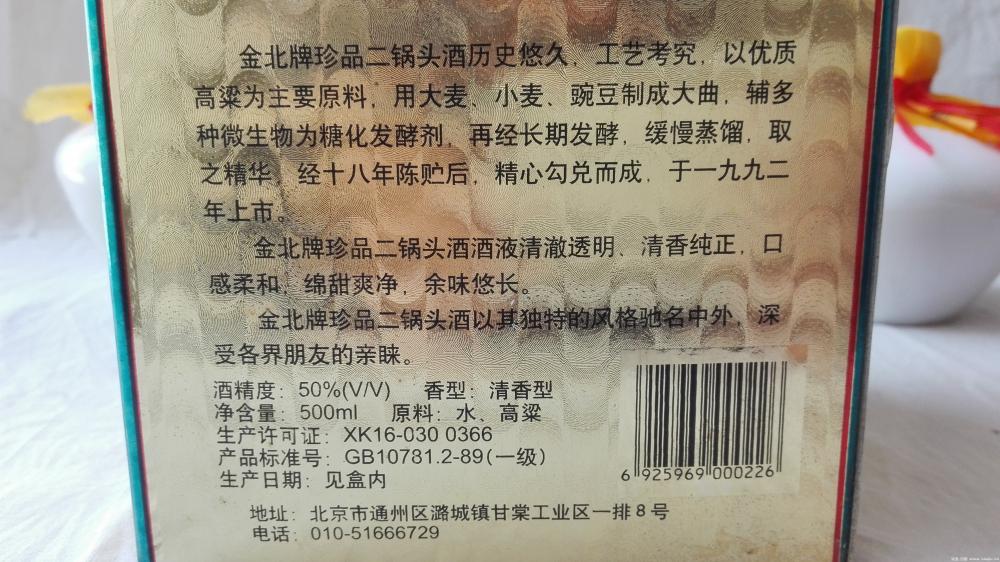 金北牌珍品二锅头酒历史悠久，工艺考究，以优质
高粱为主要原料，用大麦、小麦、豌豆制成大曲，辅多
种微生物为糖化发酵剂，再经长期发酵，缓慢蒸馏，取
之精华，经十八年陈贮后，精心勾兑而成，于一九九二
年上市。
金北牌珍品二锅头酒酒液清澈透明、清香纯正，口
感柔和、绵甜爽净，余味悠长。
金北牌珍品二锅头酒以其独特的风格驰名中外，深
受各界朋友的亲睐。
酒精度：50%(V/V) 香型：清香型
净含量：500ml 原料：水、高粱
生产许可证：XK16-030 0366
产品标准号：GB10781.2-89(一级)
生产日期：见盒内
6 925969 000226
地址：北京市通州区潞城镇甘棠工业区一排8号
电话：010-51666729